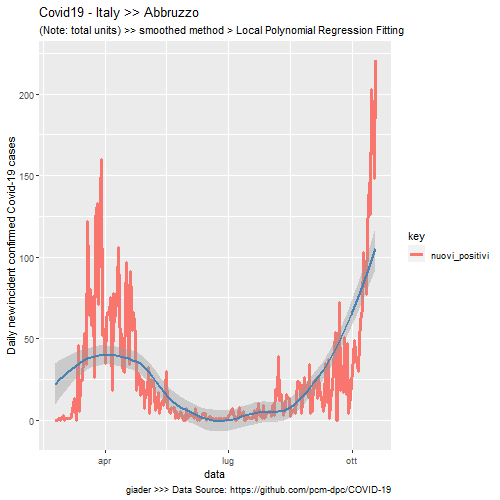 Covid19 - Italy >> Abbruzzo
(Note: total units) >> smoothed method > Local Polynomial Regression Fitting
Daily new incident confirmed Covid-19 cases
200
150
100
50
0
apr
lug
ott
data
key
nuovi_positivi
giader >>> Data Source: https://github.com/pcm-dpc/COVID-19